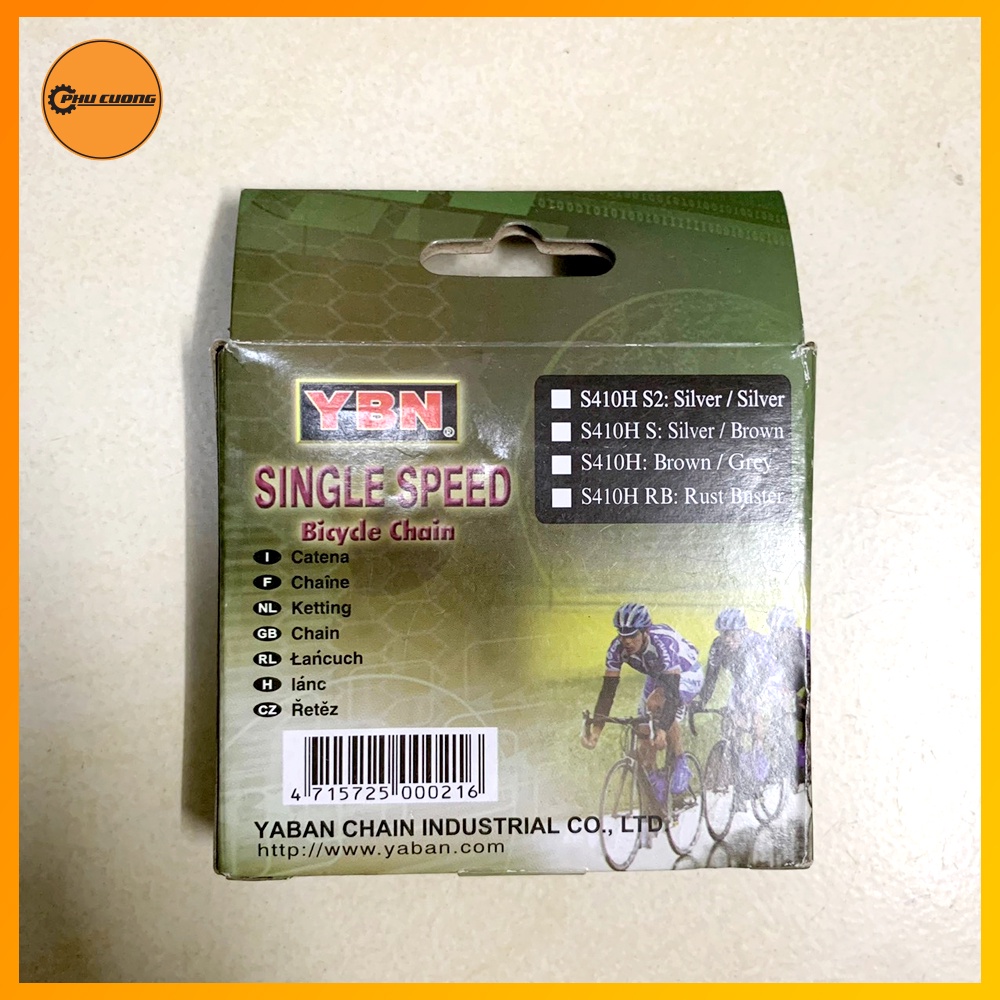 PHU CUONG
YBN®
SINGLE SPEED
Bicycle Chain
S410H S2: Silver / Silver
S410H S: Silver / Brown
S410H: Brown / Grey
S410H RB: Rust Buster
I Catena
F Chaîne
NL Ketting
GB Chain
RL Łańcuch
H lánc
CZ Řetěz
4 715725 000216
YABAN CHAIN INDUSTRIAL CO., LTD.
http://www.yaban.com